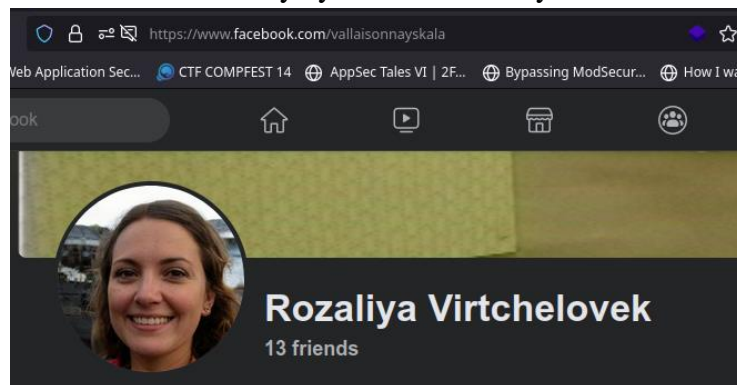 https://www.facebook.com/vallaisonnayskala
Web Application Sec... CTF COMPFEST 14 AppSec Tales VI | 2F... Bypassing ModSecur... How I wa
ook
Rozaliya Virtchelovek
13 friends